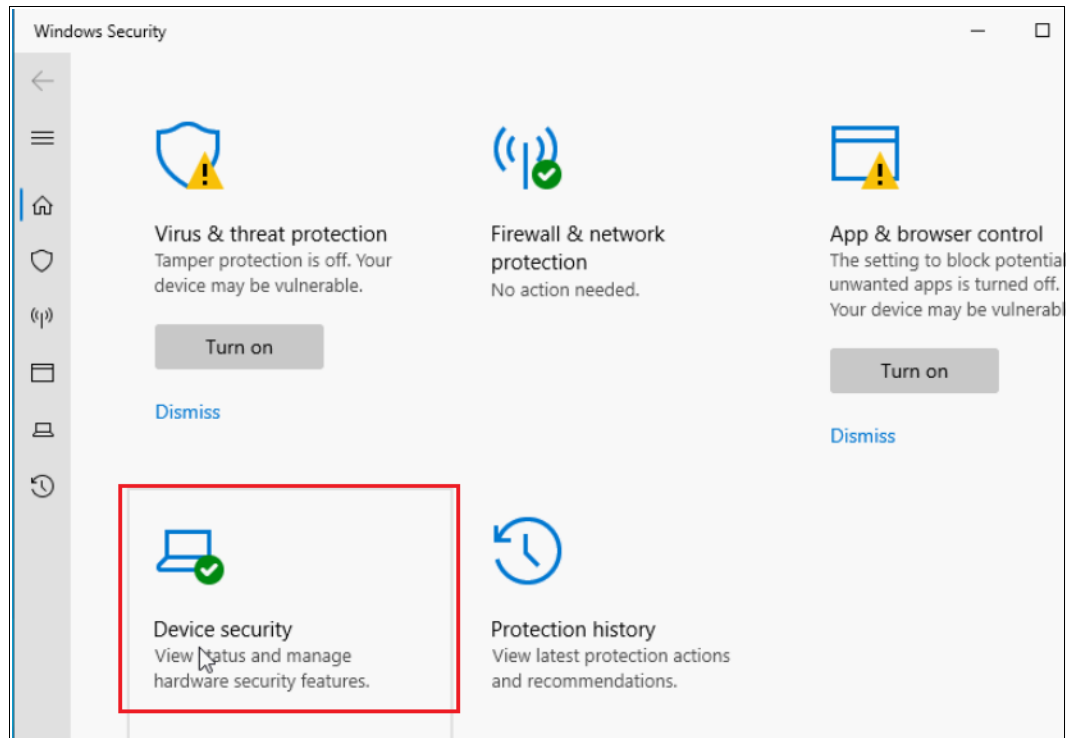 Windows Security
Virus & threat protection
Tamper protection is off. Your
device may be vulnerable.
Turn on
Dismiss
Firewall & network
protection
No action needed.
App & browser control
The setting to block potential
unwanted apps is turned off.
Your device may be vulnerabl
Turn on
Dismiss
Device security
View status and manage
hardware security features.
Protection history
View latest protection actions
and recommendations.